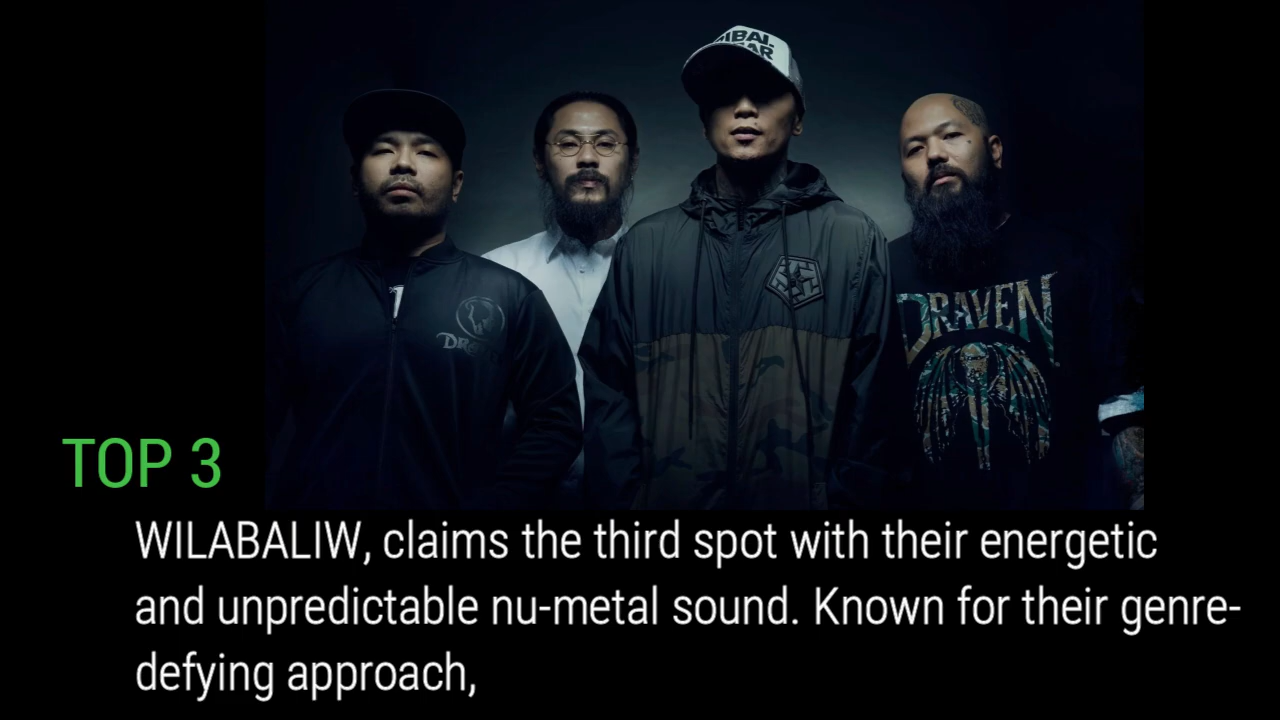 DRAVEN
TOP 3
WILABALIW, claims the third spot with their energetic
and unpredictable nu-metal sound. Known for their genre-
defying approach,